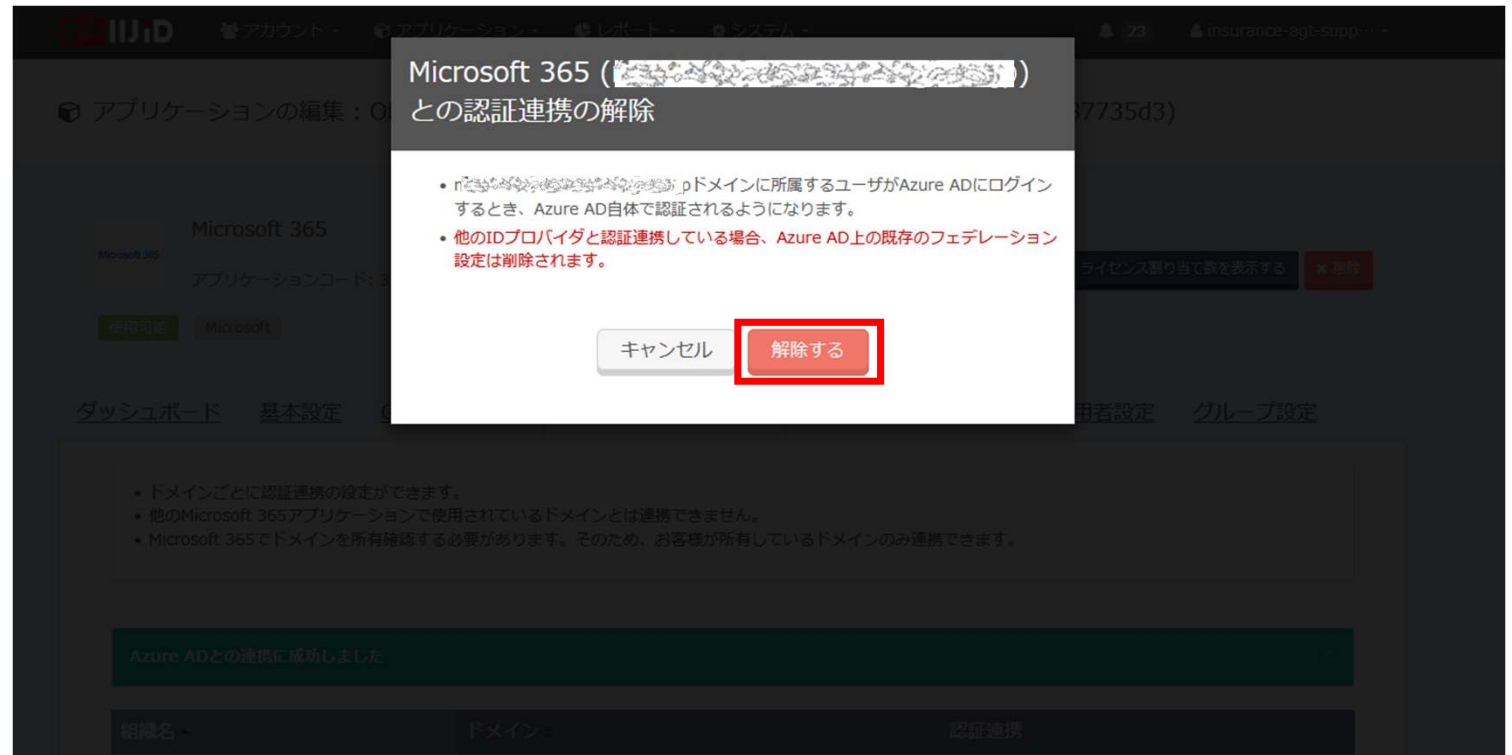 IIJiD
アカウント
アプリケーション
レポート
システム
23
insurance-agt-supp…
Microsoft 365 (
)
との認証連携の解除
アプリケーションの編集:O
7735d3)
ドメインに所属するユーザがAzure ADにログイン
するとき、Azure AD自体で認証されるようになります。
他のIDプロバイダと認証連携している場合、Azure AD上の既存のフェデレーション
設定は削除されます。
Microsoft 365
Microsoft 365
アプリケーションコード: 3
ライセンス割り当て数を表示する
× 削除
使用可能
Microsoft
キャンセル
解除する
ダッシュボード
基本設定
用者設定
グループ設定
ドメインごとに認証連携の設定ができます。
他のMicrosoft 365アプリケーションで使用されているドメインとは連携できません。
Microsoft 365でドメインを所有確認する必要があります。そのため、お客様が所有しているドメインのみ連携できます。
Azure ADとの連携に成功しました
組織名
ドメイン
認証連携